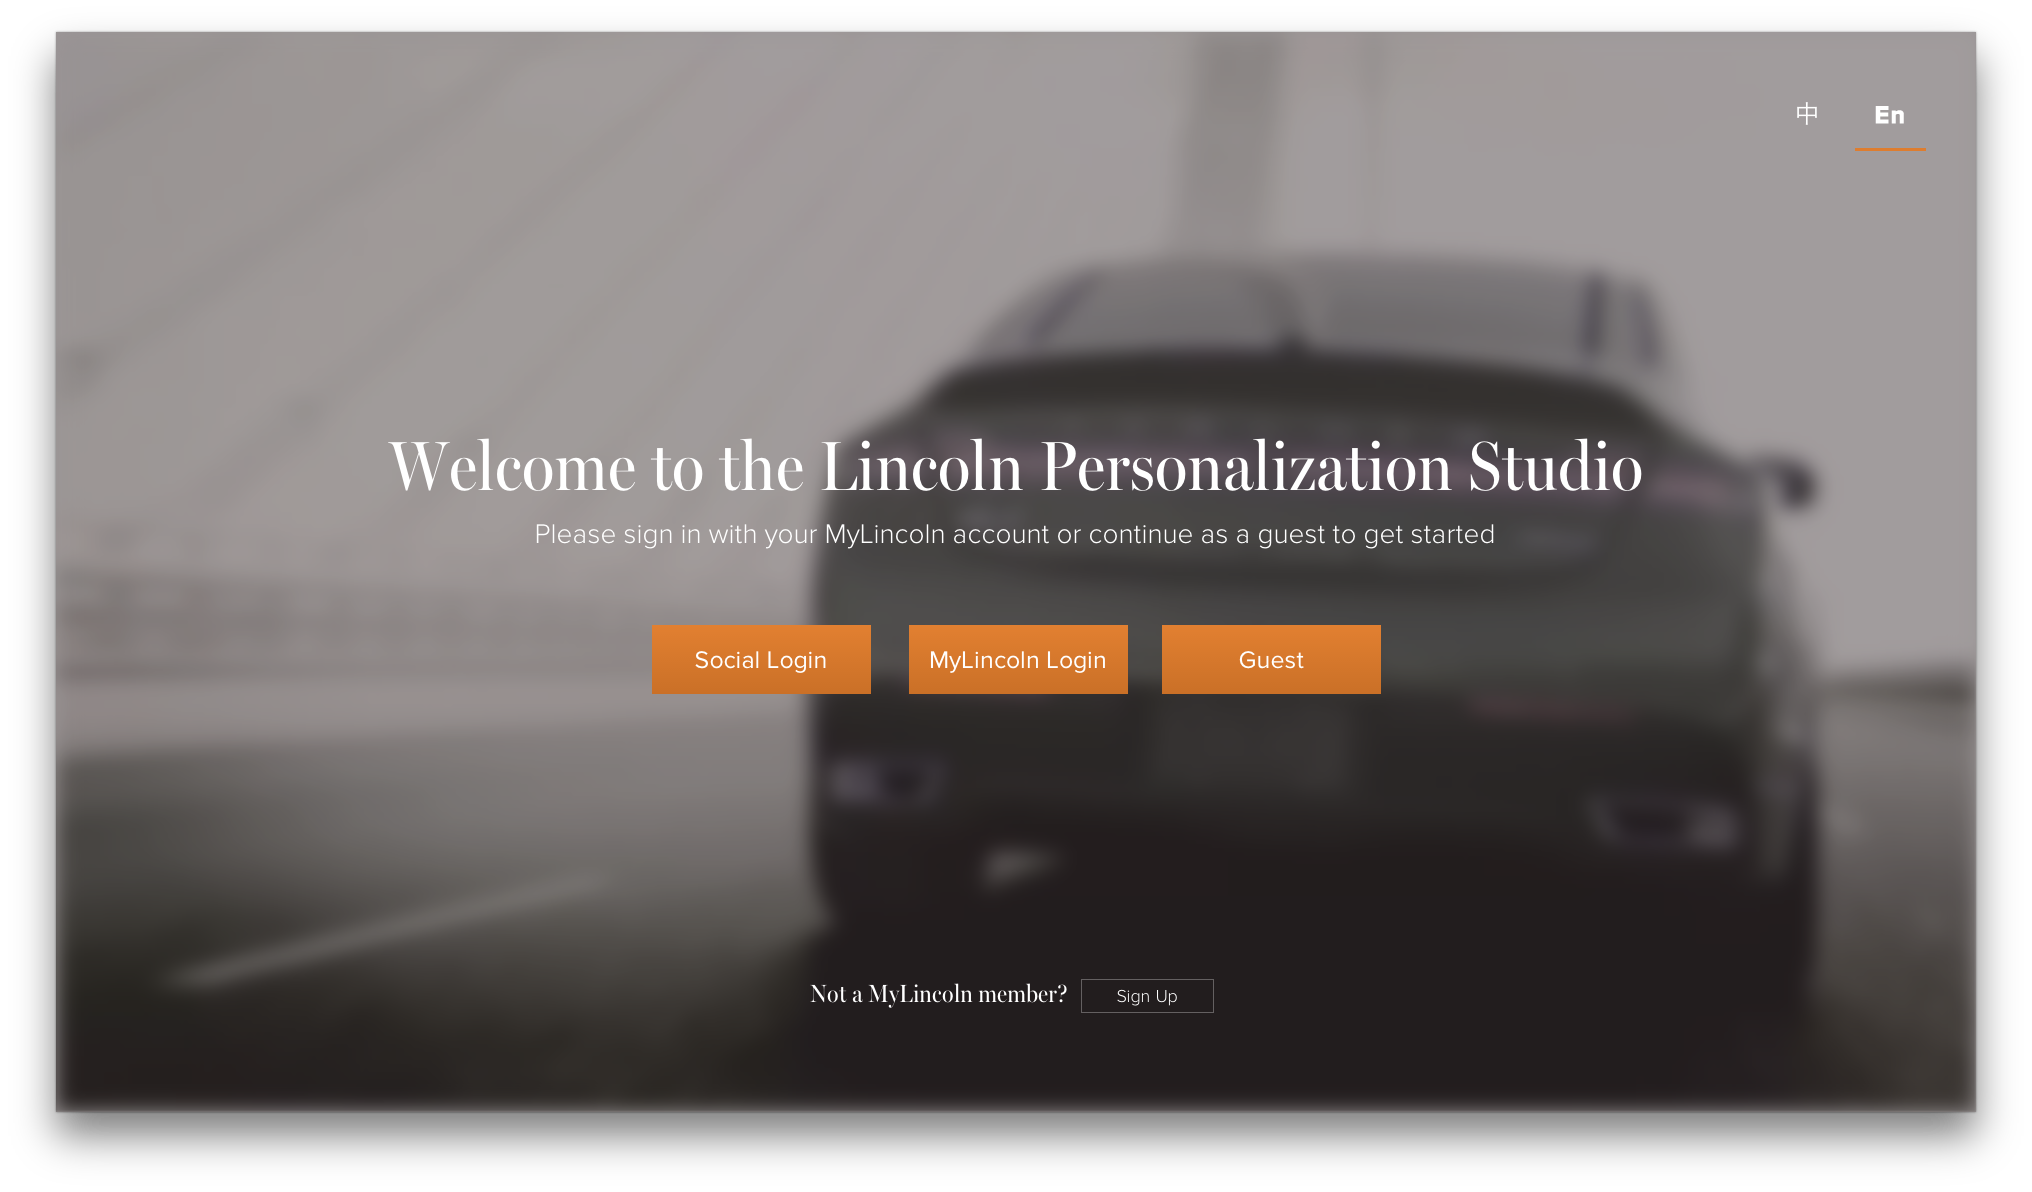 中 En
Welcome to the Lincoln Personalization Studio
Please sign in with your MyLincoln account or continue as a guest to get started
Social Login MyLincoln Login Guest
Not a MyLincoln member? Sign Up